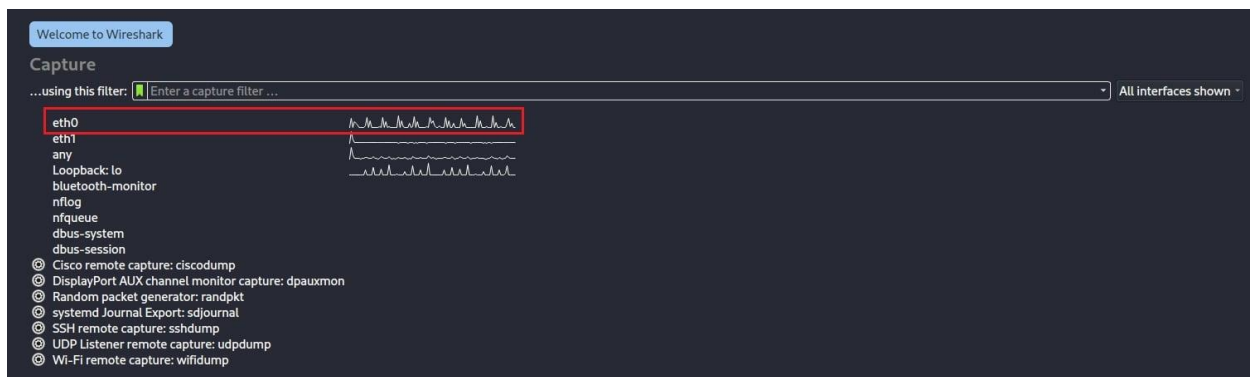 Welcome to Wireshark
Capture
...using this filter: Enter a capture filter ... All interfaces shown
eth0
eth1
any
Loopback: lo
bluetooth-monitor
nflog
nfqueue
dbus-system
dbus-session
Cisco remote capture: ciscodump
DisplayPort AUX channel monitor capture: dpauxmon
Random packet generator: randpkt
systemd Journal Export: sdjournal
SSH remote capture: sshdump
UDP Listener remote capture: udpdump
Wi-Fi remote capture: wifidump